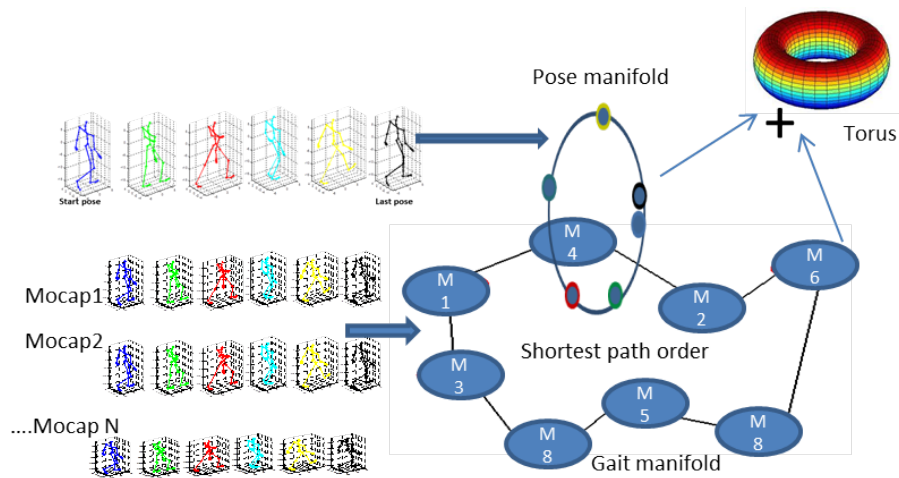 Pose manifold
Torus
Start pose
Last pose
Mocap1
Mocap2
....Mocap N
M
4
M
1
M
6
M
2
Shortest path order
M
3
M
5
M
8
M
8
Gait manifold